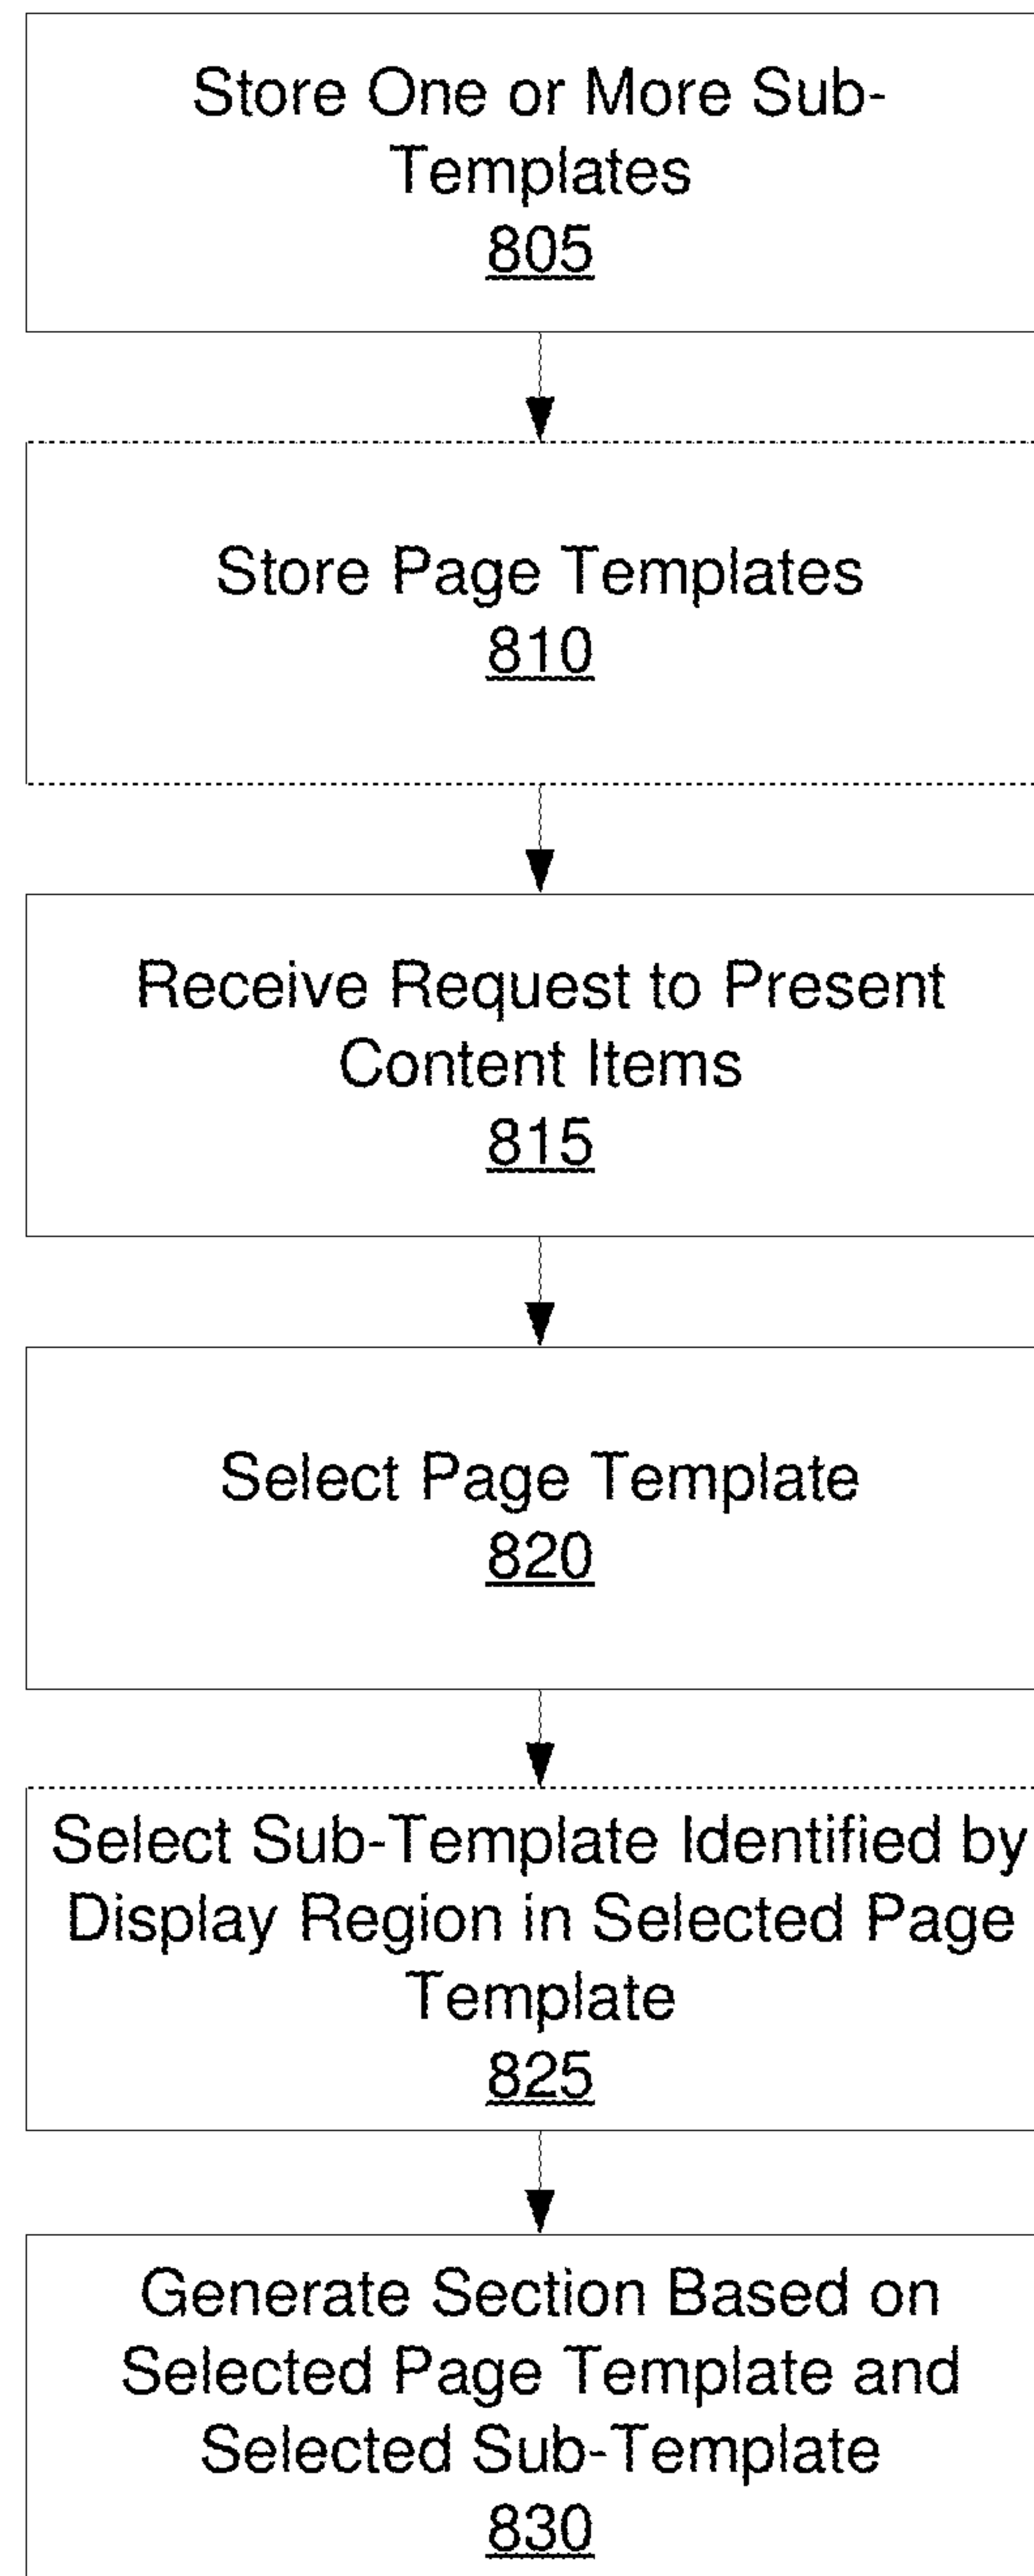 Store One or More Sub-
Templates
805
Store Page Templates
810
Receive Request to Present
Content Items
815
Select Page Template
820
Select Sub-Template Identified by
Display Region in Selected Page
Template
825
Generate Section Based on
Selected Page Template and
Selected Sub-Template
830